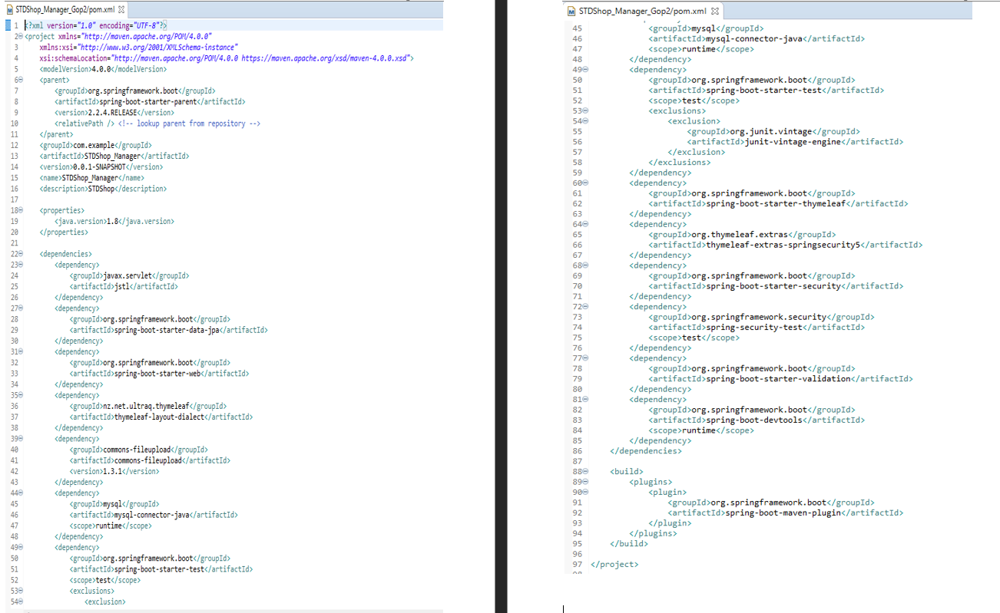 STDShop_Manager_Gop2/pom.xml
1 <?xml version="1.0" encoding="UTF-8"?>
2 <project xmlns="http://maven.apache.org/POM/4.0.0"
3 xmlns:xsi="http://www.w3.org/2001/XMLSchema-instance"
4 xsi:schemaLocation="http://maven.apache.org/POM/4.0.0 https://maven.apache.org/xsd/maven-4.0.0.xsd">
5 <modelVersion>4.0.0</modelVersion>
6 <parent>
7 <groupId>org.springframework.boot</groupId>
8 <artifactId>spring-boot-starter-parent</artifactId>
9 <version>2.2.4.RELEASE</version>
10 <relativePath /> <!-- lookup parent from repository -->
11 </parent>
12 <groupId>com.example</groupId>
13 <artifactId>STDShop_Manager</artifactId>
14 <version>0.0.1-SNAPSHOT</version>
15 <name>STDShop_Manager</name>
16 <description>STDShop</description>
17
18 <properties>
19 <java.version>1.8</java.version>
20 </properties>
21
22 <dependencies>
23 <dependency>
24 <groupId>javax.servlet</groupId>
25 <artifactId>jstl</artifactId>
26 </dependency>
27 <dependency>
28 <groupId>org.springframework.boot</groupId>
29 <artifactId>spring-boot-starter-data-jpa</artifactId>
30 </dependency>
31 <dependency>
32 <groupId>org.springframework.boot</groupId>
33 <artifactId>spring-boot-starter-web</artifactId>
34 </dependency>
35 <dependency>
36 <groupId>nz.net.ultraq.thymeleaf</groupId>
37 <artifactId>thymeleaf-layout-dialect</artifactId>
38 </dependency>
39 <dependency>
40 <groupId>commons-fileupload</groupId>
41 <artifactId>commons-fileupload</artifactId>
42 <version>1.3.1</version>
43 </dependency>
44 <dependency>
45 <groupId>mysql</groupId>
46 <artifactId>mysql-connector-java</artifactId>
47 <scope>runtime</scope>
48 </dependency>
49 <dependency>
50 <groupId>org.springframework.boot</groupId>
51 <artifactId>spring-boot-starter-test</artifactId>
52 <scope>test</scope>
53 <exclusions>
54 <exclusion>
STDShop_Manager_Gop2/pom.xml
45 <groupId>mysql</groupId>
46 <artifactId>mysql-connector-java</artifactId>
47 <scope>runtime</scope>
48 </dependency>
49 <dependency>
50 <groupId>org.springframework.boot</groupId>
51 <artifactId>spring-boot-starter-test</artifactId>
52 <scope>test</scope>
53 <exclusions>
54 <exclusion>
55 <groupId>org.junit.vintage</groupId>
56 <artifactId>junit-vintage-engine</artifactId>
57 </exclusion>
58 </exclusions>
59 </dependency>
60 <dependency>
61 <groupId>org.springframework.boot</groupId>
62 <artifactId>spring-boot-starter-thymeleaf</artifactId>
63 </dependency>
64 <dependency>
65 <groupId>org.thymeleaf.extras</groupId>
66 <artifactId>thymeleaf-extras-springsecurity5</artifactId>
67 </dependency>
68 <dependency>
69 <groupId>org.springframework.boot</groupId>
70 <artifactId>spring-boot-starter-security</artifactId>
71 </dependency>
72 <dependency>
73 <groupId>org.springframework.security</groupId>
74 <artifactId>spring-security-test</artifactId>
75 <scope>test</scope>
76 </dependency>
77 <dependency>
78 <groupId>org.springframework.boot</groupId>
79 <artifactId>spring-boot-starter-validation</artifactId>
80 </dependency>
81 <dependency>
82 <groupId>org.springframework.boot</groupId>
83 <artifactId>spring-boot-devtools</artifactId>
84 <scope>runtime</scope>
85 </dependency>
86 </dependencies>
87
88 <build>
89 <plugins>
90 <plugin>
91 <groupId>org.springframework.boot</groupId>
92 <artifactId>spring-boot-maven-plugin</artifactId>
93 </plugin>
94 </plugins>
95 </build>
96
97 </project>